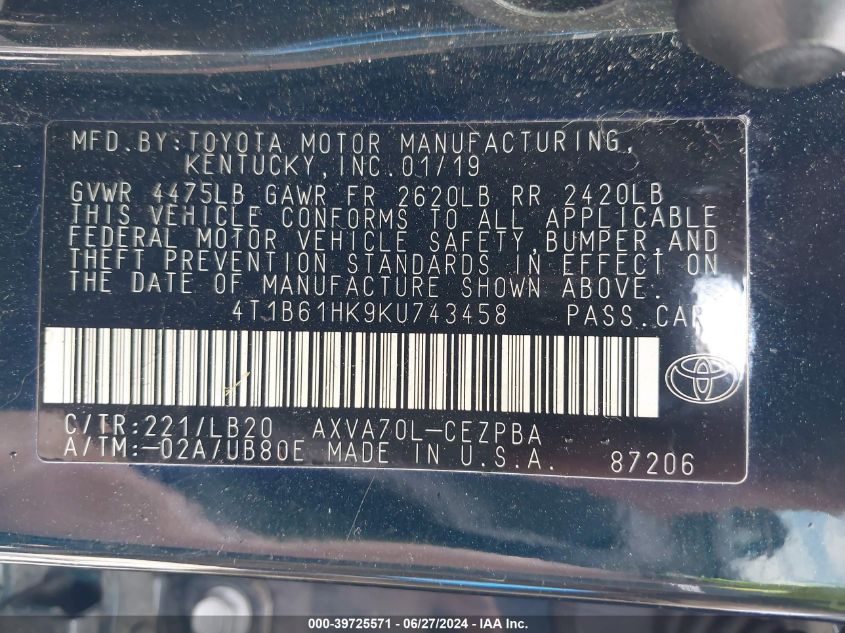 MFD.BY:TOYOTA MOTOR MANUFACTURING,
KENTUCKY,INC.01/19
GVWR 4475LB GAWR FR 2620LB RR 2420LB
THIS VEHICLE CONFORMS TO ALL APPLICABLE
FEDERAL MOTOR VEHICLE SAFETY,BUMPER,AND
THEFT PREVENTION STANDARDS IN EFFECT ON
THE DATE OF MANUFACTURE SHOWN ABOVE.
4T1B61HK9KU743458 PASS.CAR
C/TR:221/LB20 AXVA70L-CEZPBA
A/TM:-02A/UB80E MADE IN U.S.A. 87206
000-39725571 - 06/27/2024 - IAA Inc.